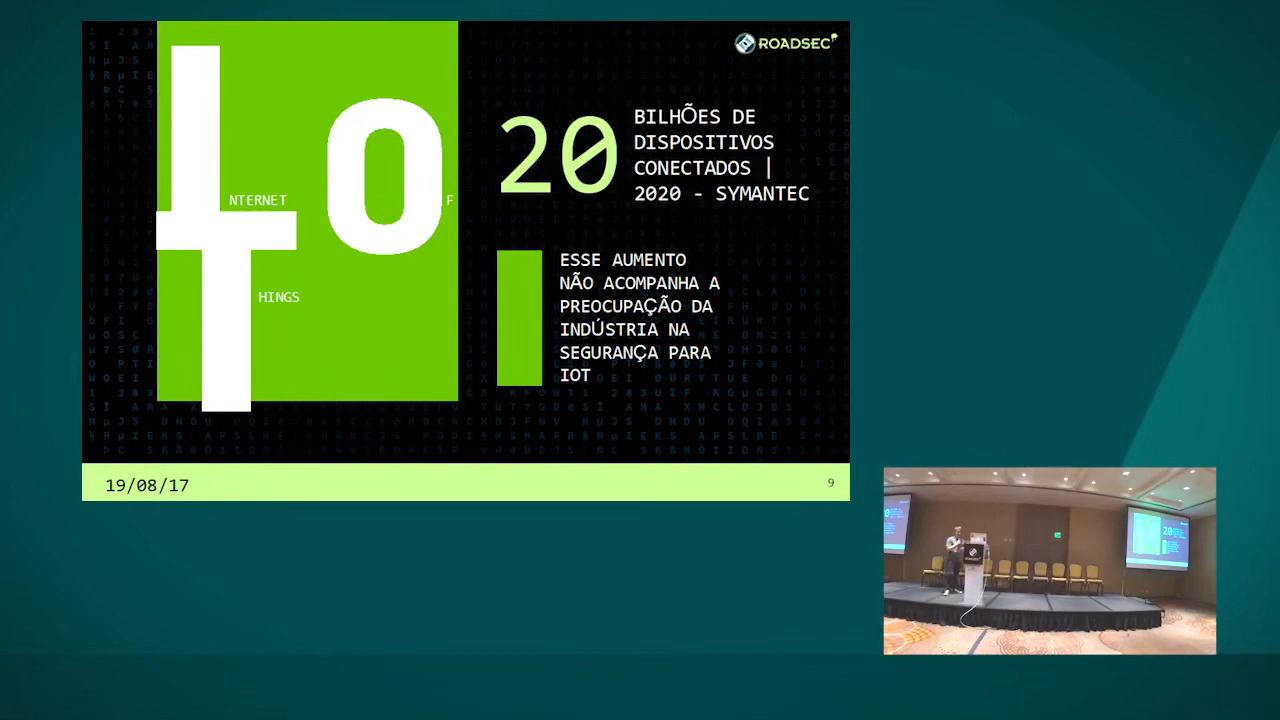 ROADSEC
I
NTERNET
O
F
T
HINGS
20
BILHÕES DE
DISPOSITIVOS
CONECTADOS |
2020 - SYMANTEC
ESSE AUMENTO
NÃO ACOMPANHA A
PREOCUPAÇÃO DA
INDÚSTRIA NA
SEGURANÇA PARA
IOT
19/08/17
9